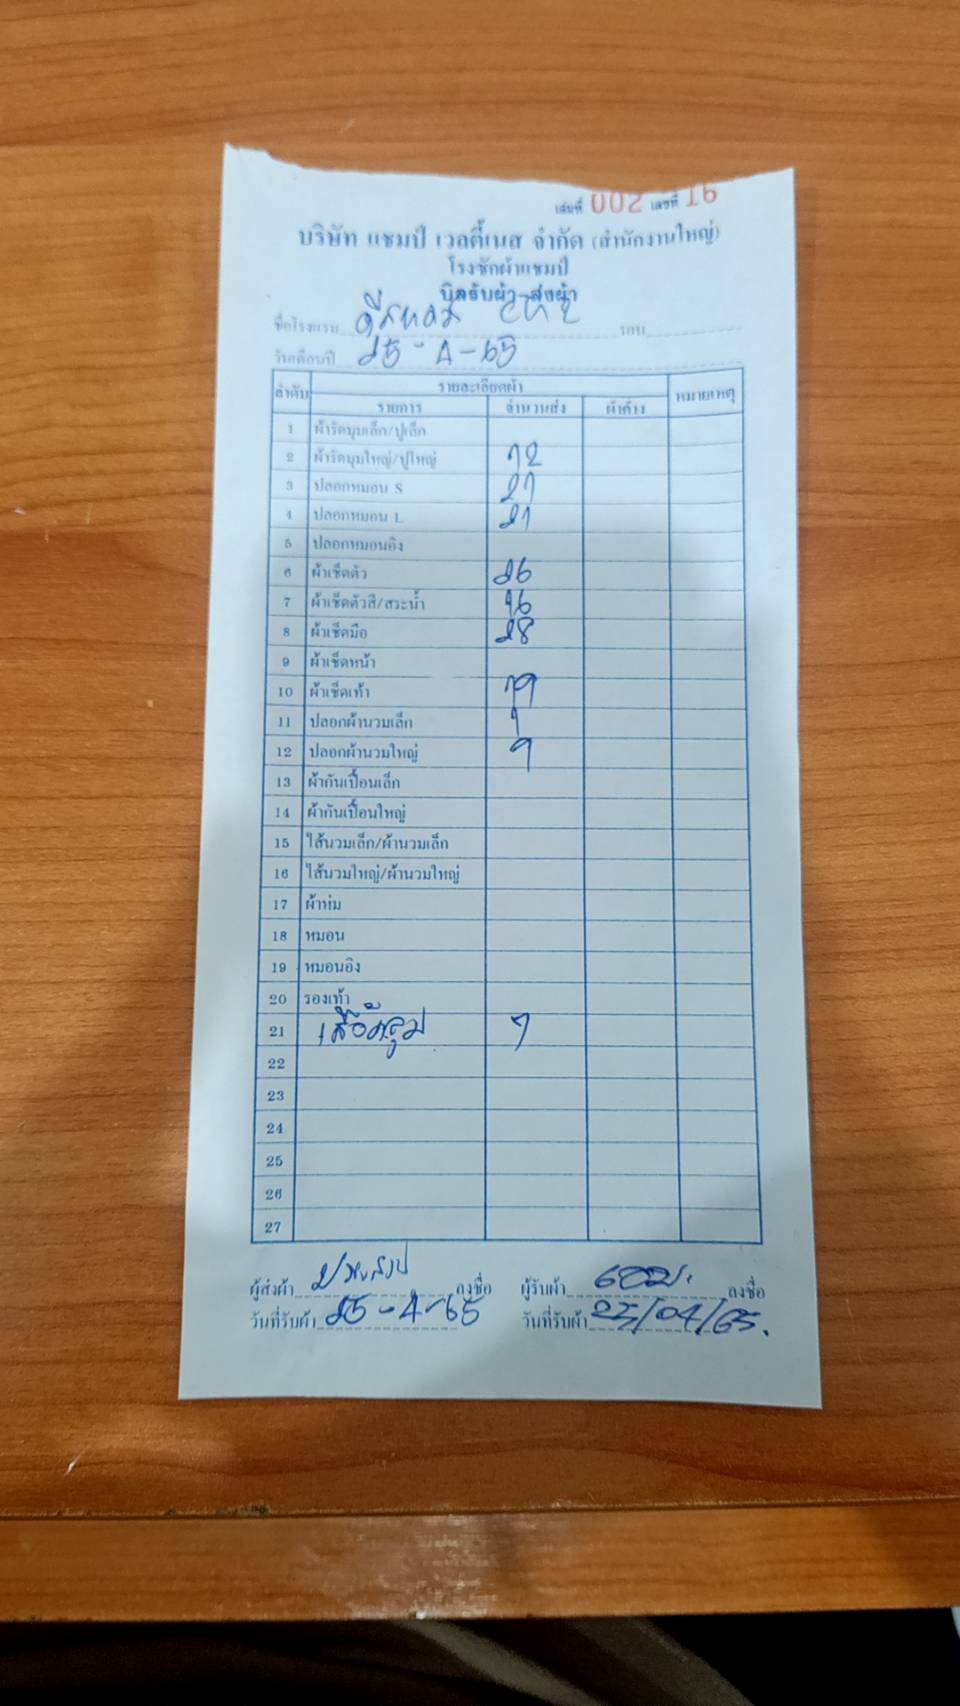 เล่มที่ 002 เลขที่ 16
บริษัท แชมป์ เวลตี้เนส จำกัด (สำนักงานใหญ่)
โรงซักผ้าแชมป์
บิลรับผ้า-ส่งผ้า
ชื่อโรงแรม รอบ
วันเดือนปี 25-4-65
ลำดับ รายละเอียดผ้า หมายเหตุ
รายการ จำนวนส่ง ผ้าค้าง
1 ผ้ารัดมุมเล็ก/ปูเล็ก
2 ผ้ารัดมุมใหญ่/ปูใหญ่ 12
3 ปลอกหมอน S 21
4 ปลอกหมอน L 21
5 ปลอกหมอนอิง
6 ผ้าเช็ดตัว 26
7 ผ้าเช็ดตัวสี/สระน้ำ 16
8 ผ้าเช็ดมือ 28
9 ผ้าเช็ดหน้า
10 ผ้าเช็ดเท้า
11 ปลอกผ้านวมเล็ก 1
12 ปลอกผ้านวมใหญ่
13 ผ้ากันเปื้อนเล็ก
14 ผ้ากันเปื้อนใหญ่
15 ไส้นวมเล็ก/ผ้านวมเล็ก
16 ไส้นวมใหญ่/ผ้านวมใหญ่
17 ผ้าห่ม
18 หมอน
19 หมอนอิง
20 รองเท้า
21 เสื้อคลุม
22
23
24
25
26
27
ผู้ส่งผ้า ลงชื่อ ผู้รับผ้า ลงชื่อ
วันที่รับผ้า 25-4-65 วันที่รับผ้า 25/04/65.